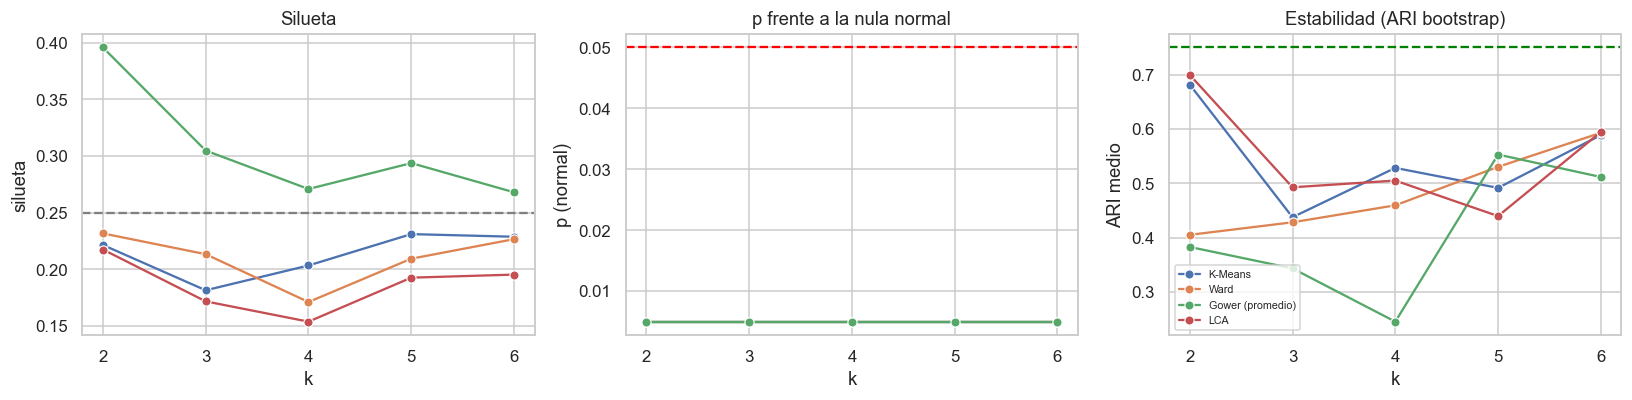 Silueta
0.40
0.35
0.30
0.25
0.20
0.15
silueta
2 3 4 5 6
k
p frente a la nula normal
0.05
0.04
0.03
0.02
0.01
p (normal)
2 3 4 5 6
k
Estabilidad (ARI bootstrap)
0.7
0.6
0.5
0.4
0.3
ARI medio
K-Means
Ward
Gower (promedio)
LCA
2 3 4 5 6
k